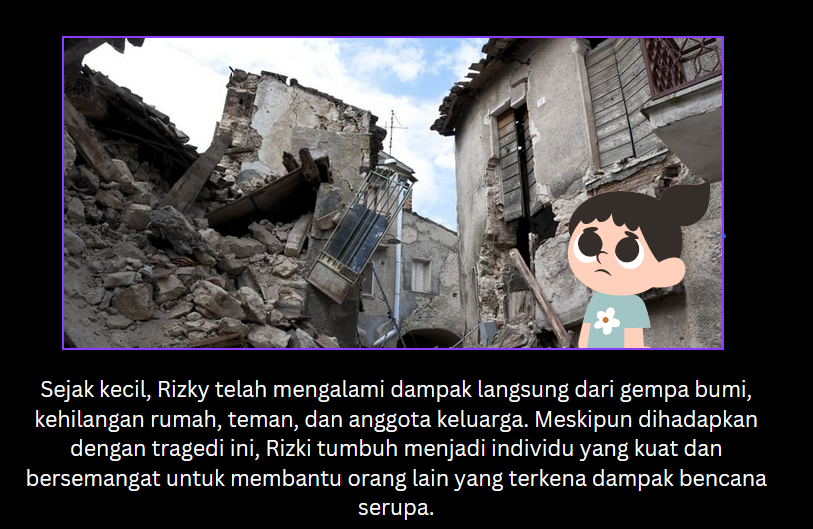 Sejak kecil, Rizky telah mengalami dampak langsung dari gempa bumi,
kehilangan rumah, teman, dan anggota keluarga. Meskipun dihadapkan
dengan tragedi ini, Rizki tumbuh menjadi individu yang kuat dan
bersemangat untuk membantu orang lain yang terkena dampak bencana
serupa.